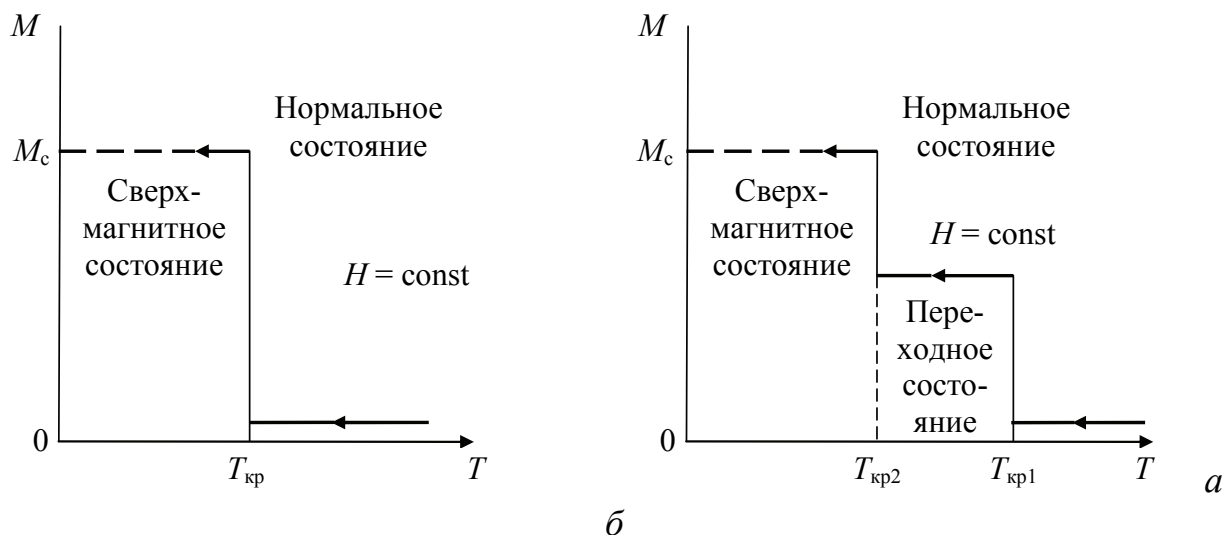 M
Нормальное
состояние
Mс
Сверх-
магнитное
состояние
H = const
0
Tкр
T
M
Нормальное
состояние
Mс
Сверх-
магнитное
состояние
H = const
Пере-
ходное
состо-
яние
0
Tкр2
Tкр1
T
а
б